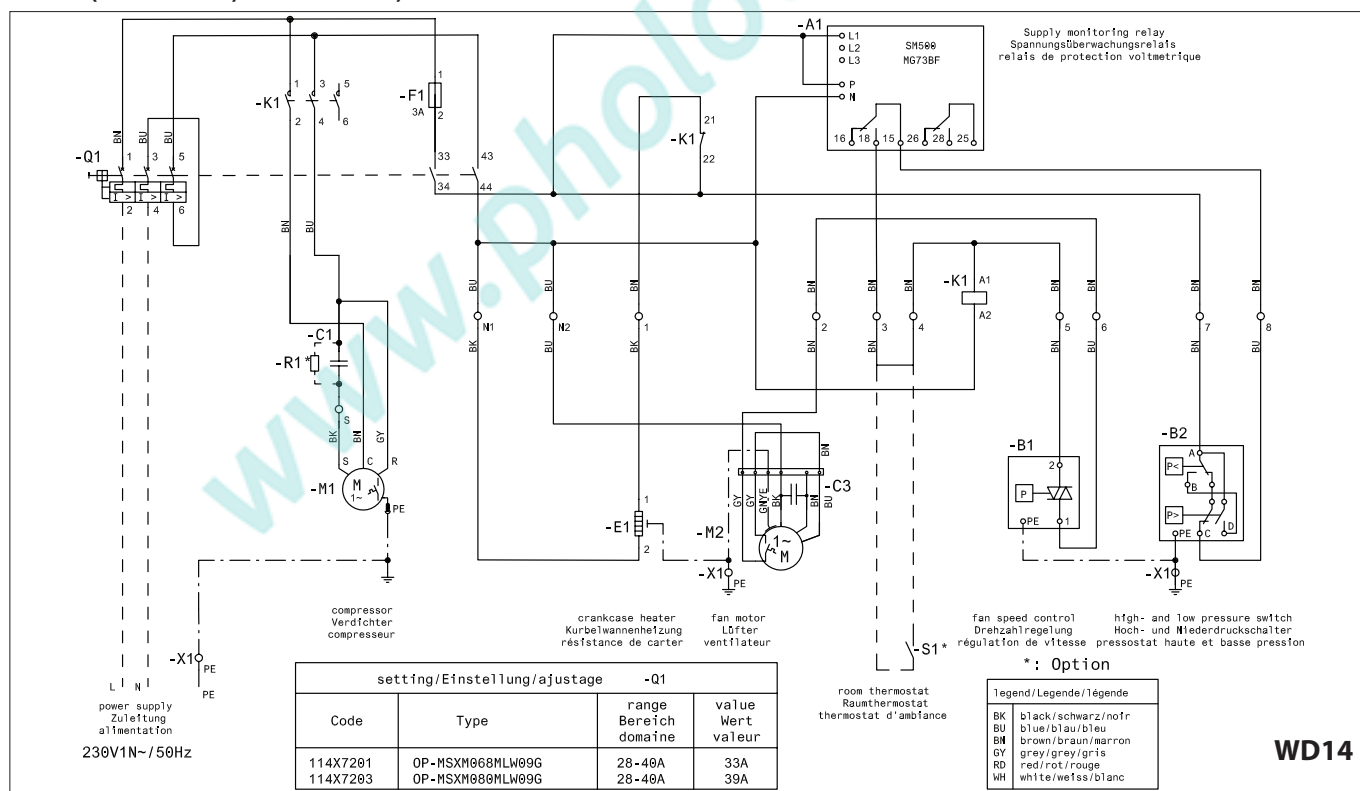 www.pholo
-A1
L1
L2
L3
P
N
SM500
MG73BF
16 18 15 26 28 25
Supply monitoring relay
Spannungsüberwachungsrelais
relais de protection voltmetrique
-K1
1 3 5
2 4 6
-F1
3A
1
2
-K1
21
22
33 43
34 44
-Q1
BN BU BU
1 3 5
I > I > I >
2 4 6
BN BU
BU BU BN BN BN BN BN BN BN BN
-K1 A1
A2
N1 N2 1 2 3 4 5 6 7 8
BK BU BK BN BN BN BN BU
-C1
-R1*
S
BK BN GY
S C R
-M1
M
1~
PE
-E1
1
2
-M2
GY GY GNYE BK BN BU
BN
-C3
1~
M
-X1
PE
-B1
2
P
PE
1
-B2
A
P<
B
P>
PE C D
-X1
PE
-S1*
compressor
Verdichter
compresseur
crankcase heater
Kurbelwannenheizung
résistance de carter
fan motor
Lüfter
ventilateur
fan speed control
Drehzahlregelung
régulation de vitesse
high- and low pressure switch
Hoch- und Niederdruckschalter
pressostat haute et basse pression
room thermostat
Raumthermostat
thermostat d'ambiance
*: Option
-X1
PE
PE
L N
power supply
Zuleitung
alimentation
230V1N~/50Hz
setting/Einstellung/ajustage -Q1
Code Type range Bereich domaine value Wert valeur
114X7201 OP-MSXM068MLW09G 28-40A 33A
114X7203 OP-MSXM080MLW09G 28-40A 39A
legend/Legende/légende
BK black/schwarz/noir
BU blue/blau/bleu
BN brown/braun/marron
GY grey/grey/gris
RD red/rot/rouge
WH white/weiss/blanc
WD14